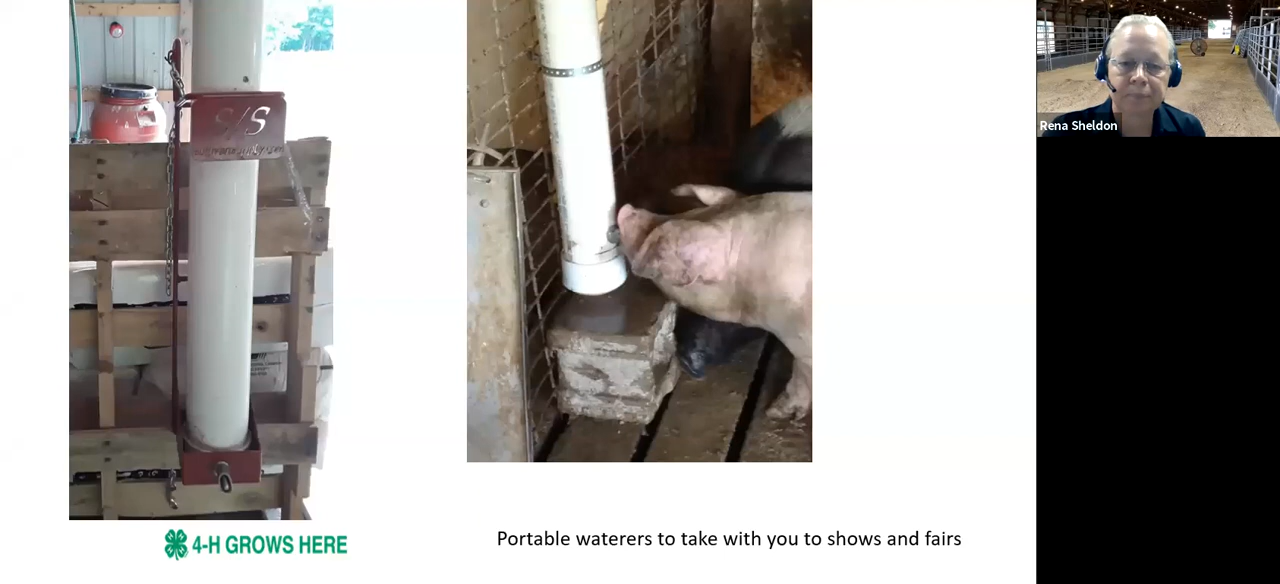 S/S
Rena Sheldon
4-H GROWS HERE
Portable waterers to take with you to shows and fairs